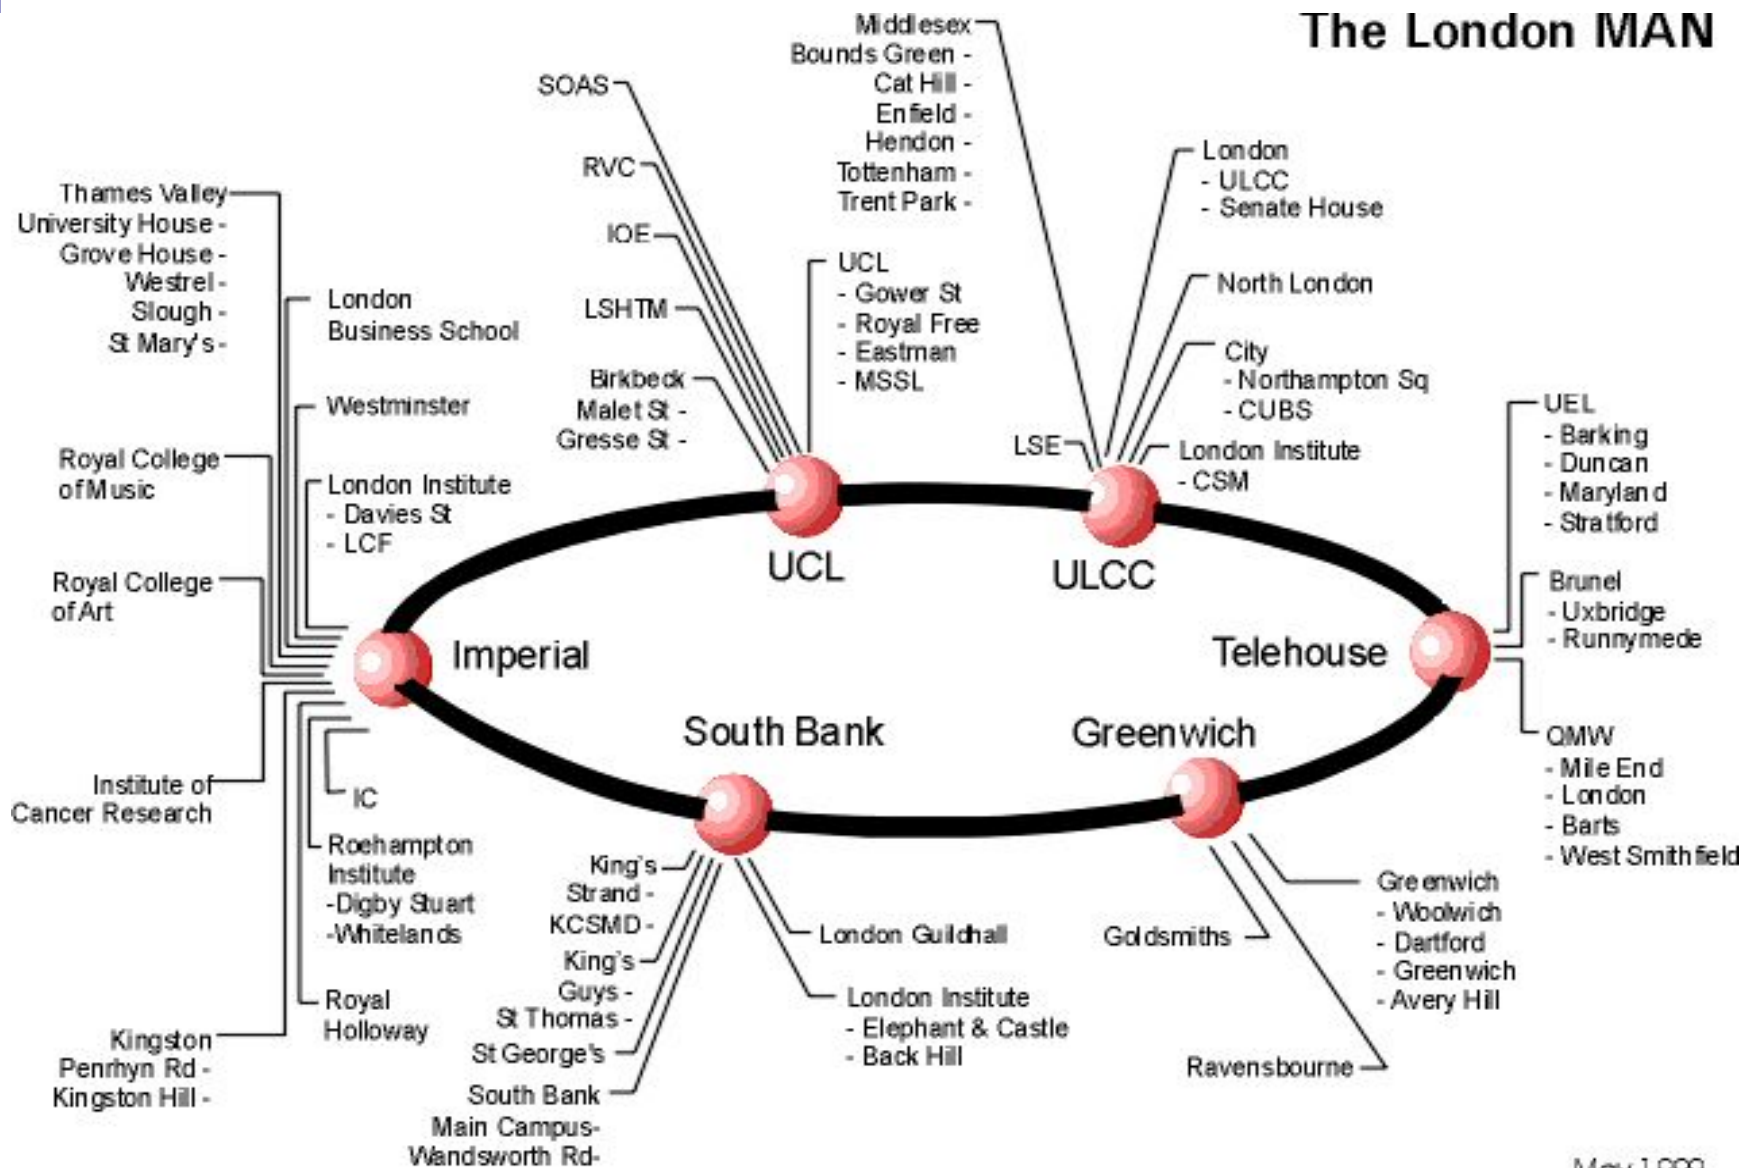 The London MAN
Middlesex
Bounds Green -
Cat Hill -
Enfield -
Hendon -
Tottenham -
Trent Park -
SOAS
RVC
IOE
LSHTM
Birkbeck
Malet St -
Gresse St -
UCL
- Gower St
- Royal Free
- Eastman
- MSSL
London
- ULCC
- Senate House
North London
City
- Northampton Sq
- CUBS
LSE
London Institute
- CSM
Thames Valley
University House -
Grove House -
Westrel -
Slough -
St Mary's -
London
Business School
Westminster
Royal College
of Music
London Institute
- Davies St
- LCF
Royal College
of Art
UEL
- Barking
- Duncan
- Maryland
- Stratford
Brunel
- Uxbridge
- Runnymede
UCL
ULCC
Imperial
Telehouse
South Bank
Greenwich
QMW
- Mile End
- London
- Barts
- West Smithfield
Institute of
Cancer Research
IC
Roehampton
Institute
-Digby Stuart
-Whitelands
Royal
Holloway
Kingston
Penrhyn Rd -
Kingston Hill -
King's
Strand -
KCSMD -
King's
Guys -
St Thomas -
St George's
South Bank
Main Campus-
Wandsworth Rd-
London Guildhall
London Institute
- Elephant & Castle
- Back Hill
Goldsmiths
Greenwich
- Woolwich
- Dartford
- Greenwich
- Avery Hill
Ravensbourne
May